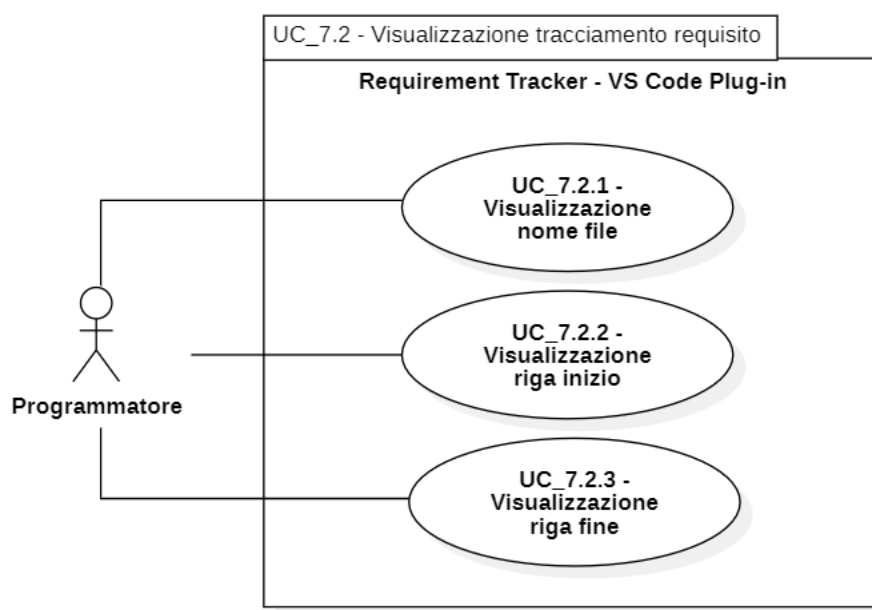 UC_7.2 - Visualizzazione tracciamento requisito
Requirement Tracker - VS Code Plug-in
UC_7.2.1 -
Visualizzazione
nome file
UC_7.2.2 -
Visualizzazione
riga inizio
Programmatore
UC_7.2.3 -
Visualizzazione
riga fine